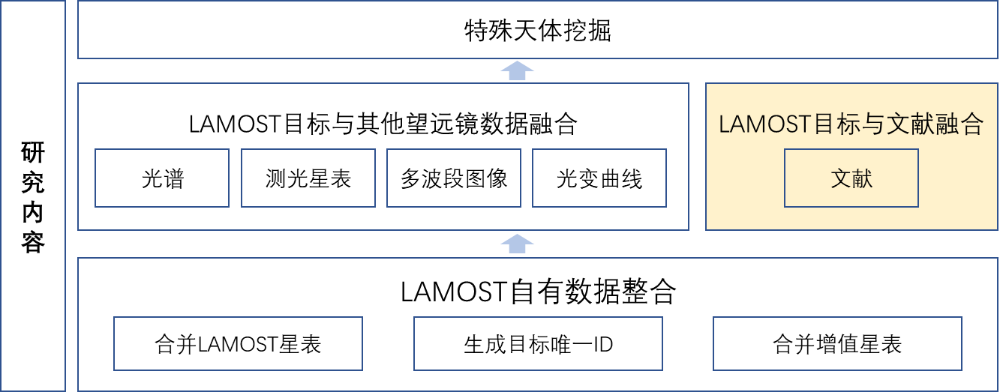 研究内容
特殊天体挖掘
LAMOST目标与其他望远镜数据融合
光谱
测光星表
多波段图像
光变曲线
LAMOST目标与文献融合
文献
LAMOST自有数据整合
合并LAMOST星表
生成目标唯一ID
合并增值星表